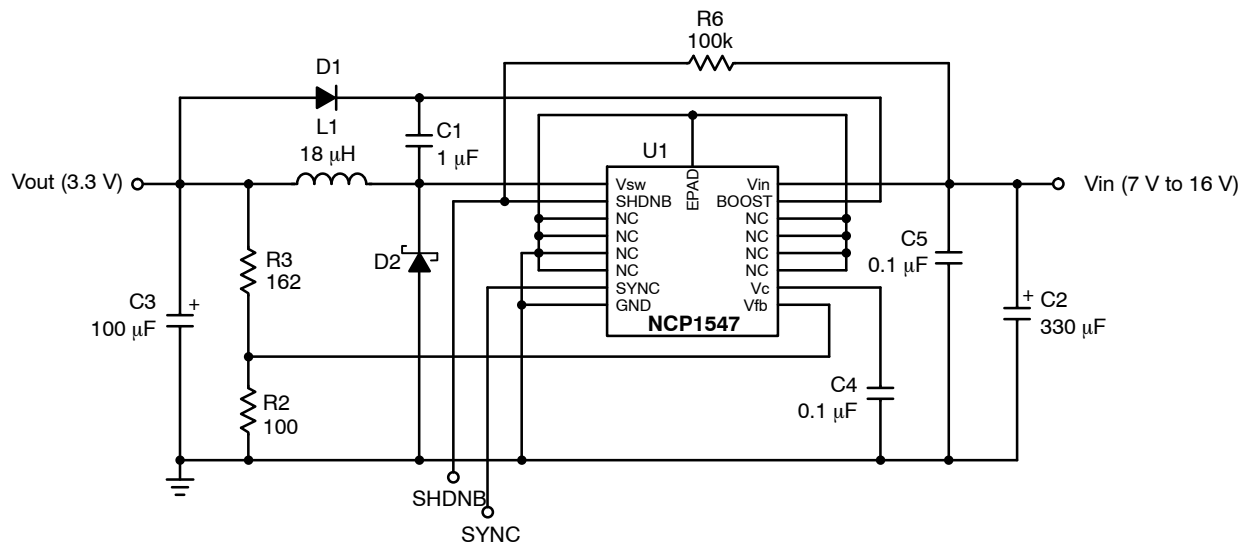 R6
100k
D1
L1
18 μH
C1
1 μF
U1
Vout (3.3 V)
Vin (7 V to 16 V)
Vsw
SHDNB
NC
NC
NC
NC
SYNC
GND
EPAD
Vin
BOOST
NC
NC
NC
NC
Vc
Vfb
NCP1547
R3
162
D2
C5
0.1 μF
C3
+
100 μF
+
C2
330 μF
C4
0.1 μF
R2
100
SHDNB
SYNC